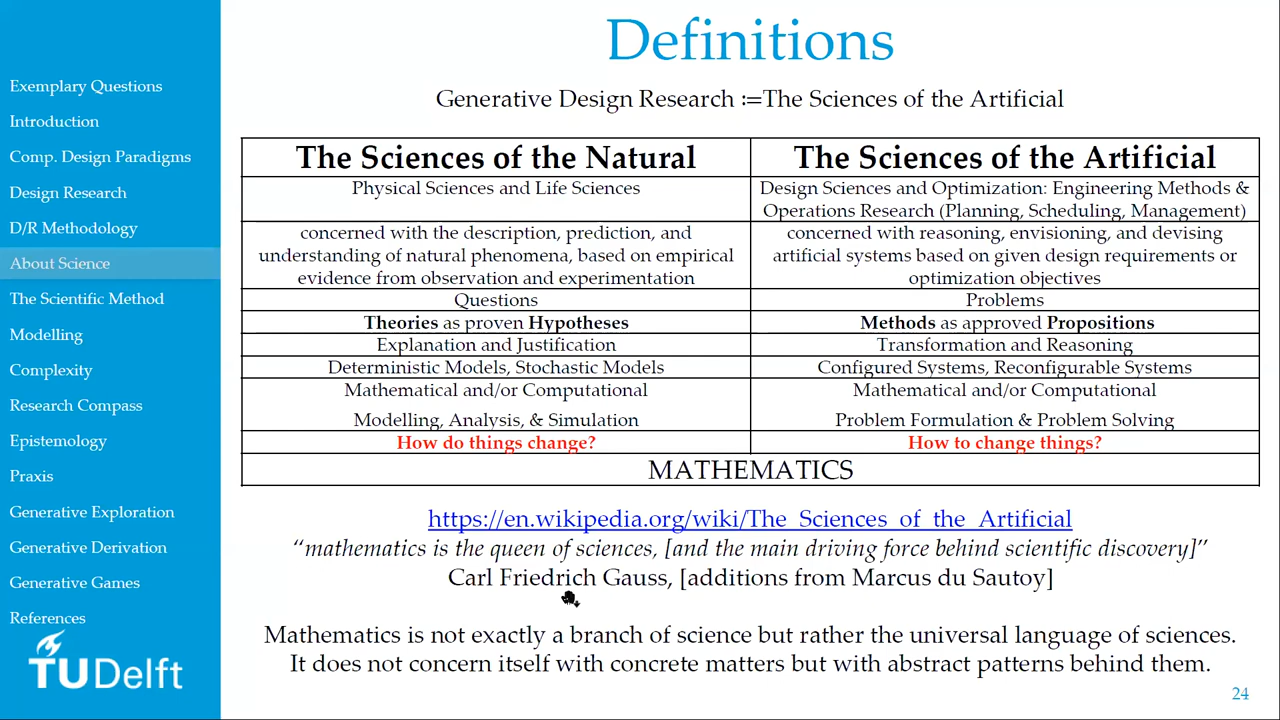 Definitions
Generative Design Research :=The Sciences of the Artificial
Exemplary Questions
Introduction
Comp. Design Paradigms
Design Research
D/R Methodology
About Science
The Scientific Method
Modelling
Complexity
Research Compass
Epistemology
Praxis
Generative Exploration
Generative Derivation
Generative Games
References
TUDelft
The Sciences of the Natural
The Sciences of the Artificial
Physical Sciences and Life Sciences
Design Sciences and Optimization: Engineering Methods &
Operations Research (Planning, Scheduling, Management)
concerned with the description, prediction, and
understanding of natural phenomena, based on empirical
evidence from observation and experimentation
concerned with reasoning, envisioning, and devising
artificial systems based on given design requirements or
optimization objectives
Questions
Problems
Theories as proven Hypotheses
Methods as approved Propositions
Explanation and Justification
Transformation and Reasoning
Deterministic Models, Stochastic Models
Configured Systems, Reconfigurable Systems
Mathematical and/or Computational
Modelling, Analysis, & Simulation
Mathematical and/or Computational
Problem Formulation & Problem Solving
How do things change?
How to change things?
MATHEMATICS
https://en.wikipedia.org/wiki/The_Sciences_of_the_Artificial
“mathematics is the queen of sciences, [and the main driving force behind scientific discovery]”
Carl Friedrich Gauss, [additions from Marcus du Sautoy]
Mathematics is not exactly a branch of science but rather the universal language of sciences.
It does not concern itself with concrete matters but with abstract patterns behind them.
24